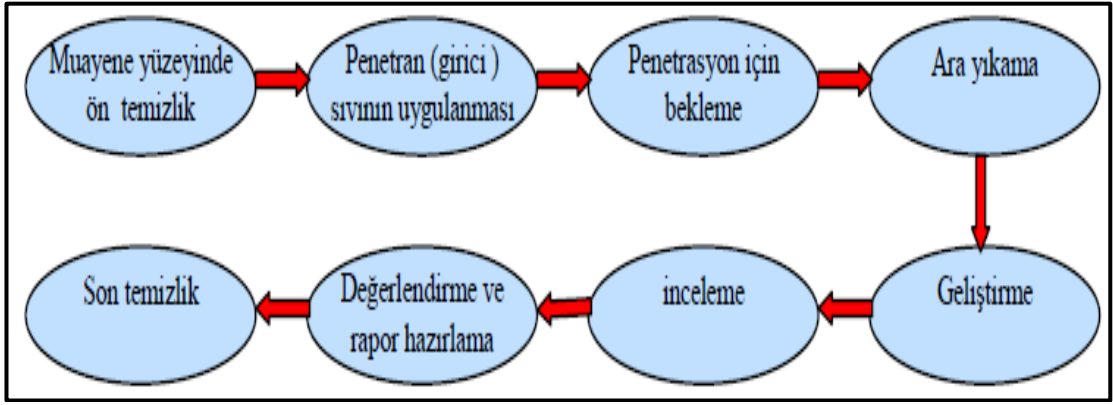 Muayene yüzeyinde
ön temizlik
Penetran (girici )
sıvının uygulanması
Penetrasyon için
bekleme
Ara yıkama
Geliştirme
inceleme
Değerlendirme ve
rapor hazırlama
Son temizlik